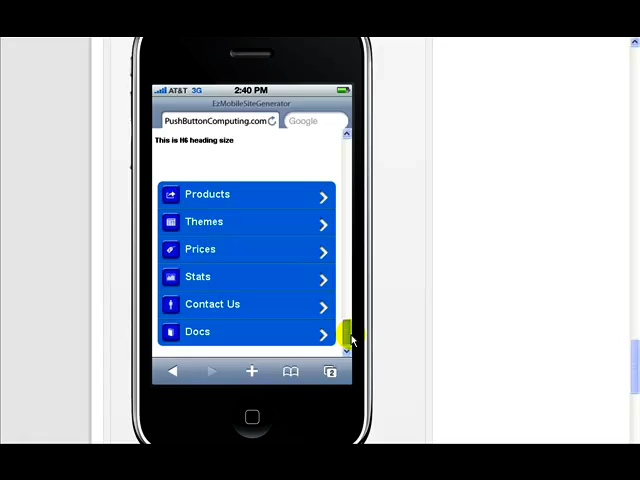 AT&T 3G 2:40 PM
EzMobileSiteGenerator
PushButtonComputing.com Google
This is H6 heading size
Products
Themes
Prices
Stats
Contact Us
Docs
2